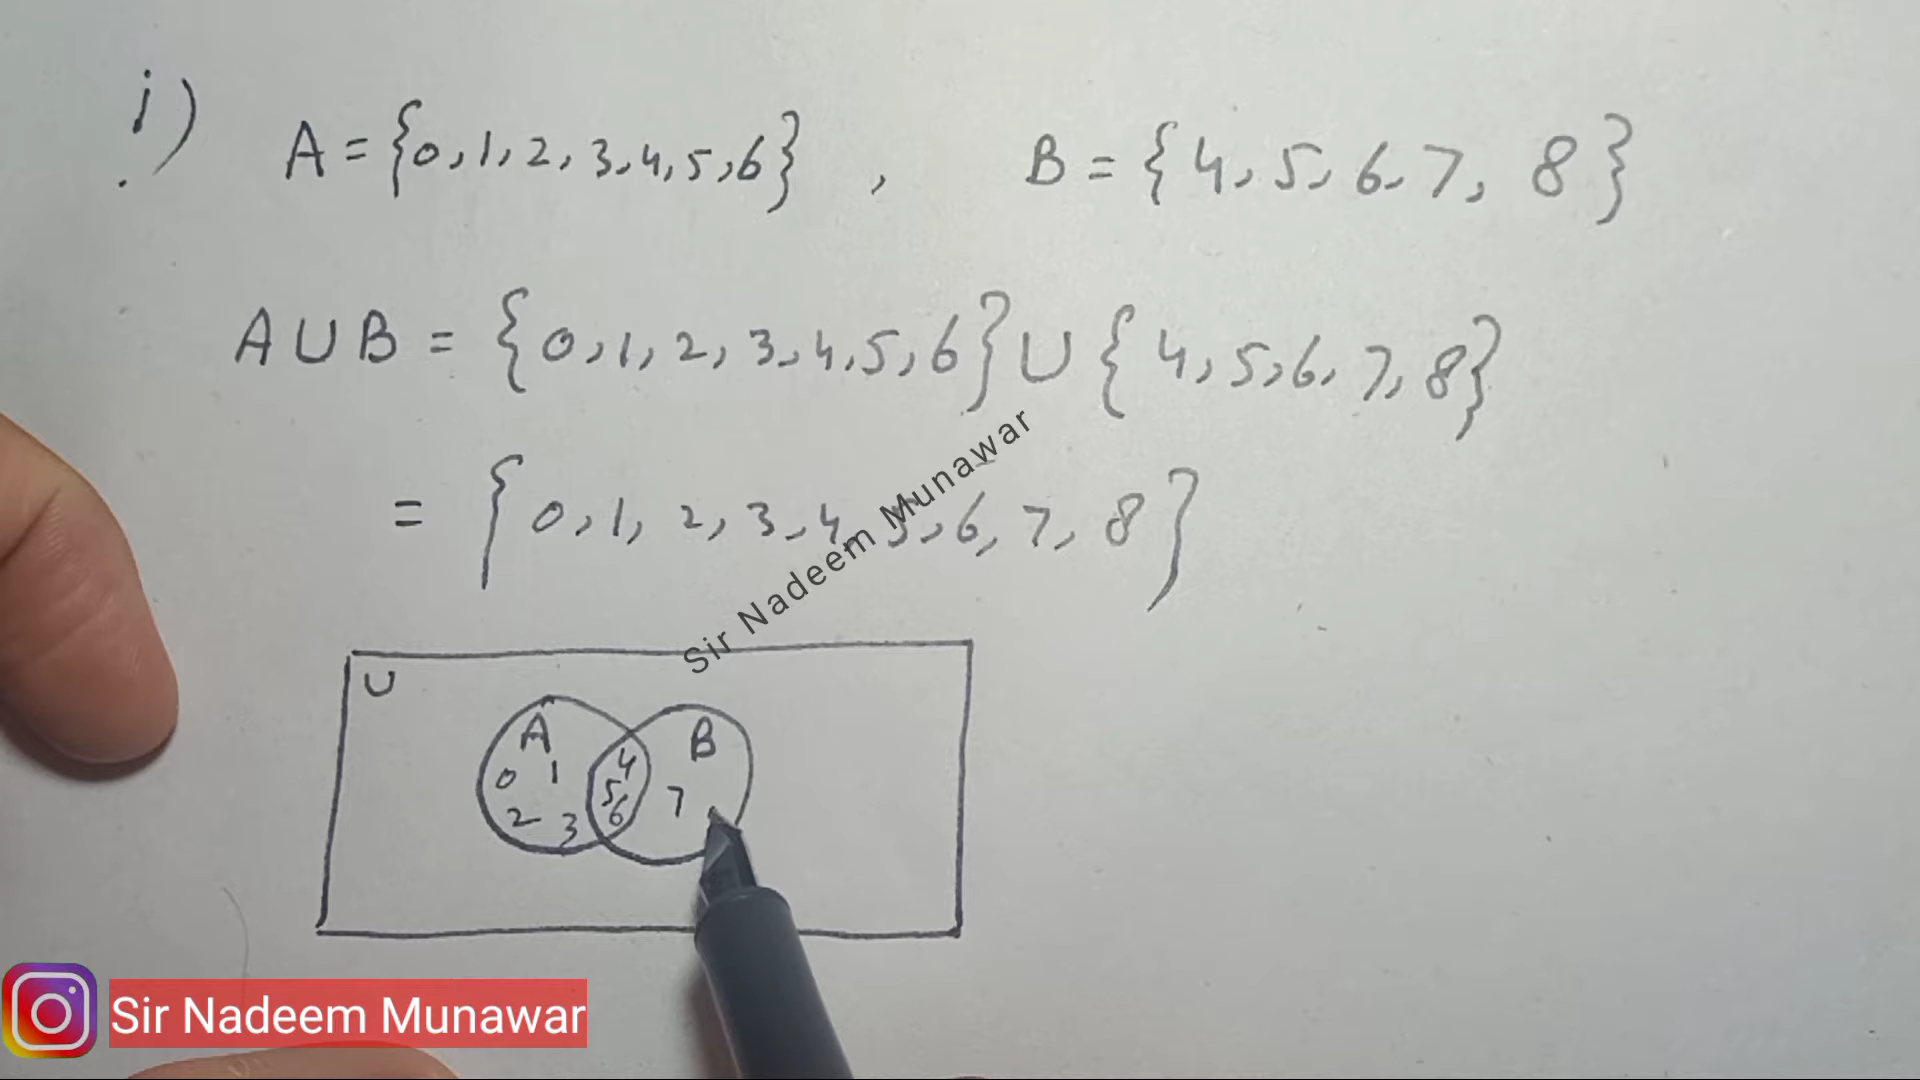 i) A = {0,1,2,3,4,5,6} , B = {4,5,6,7,8}
A ∪ B = {0,1,2,3,4,5,6} ∪ {4,5,6,7,8}
= {0,1,2,3,4,5,6,7,8}
Sir Nadeem Munawar
U
A B
0 1 4
5 7
2 3 6
Sir Nadeem Munawar